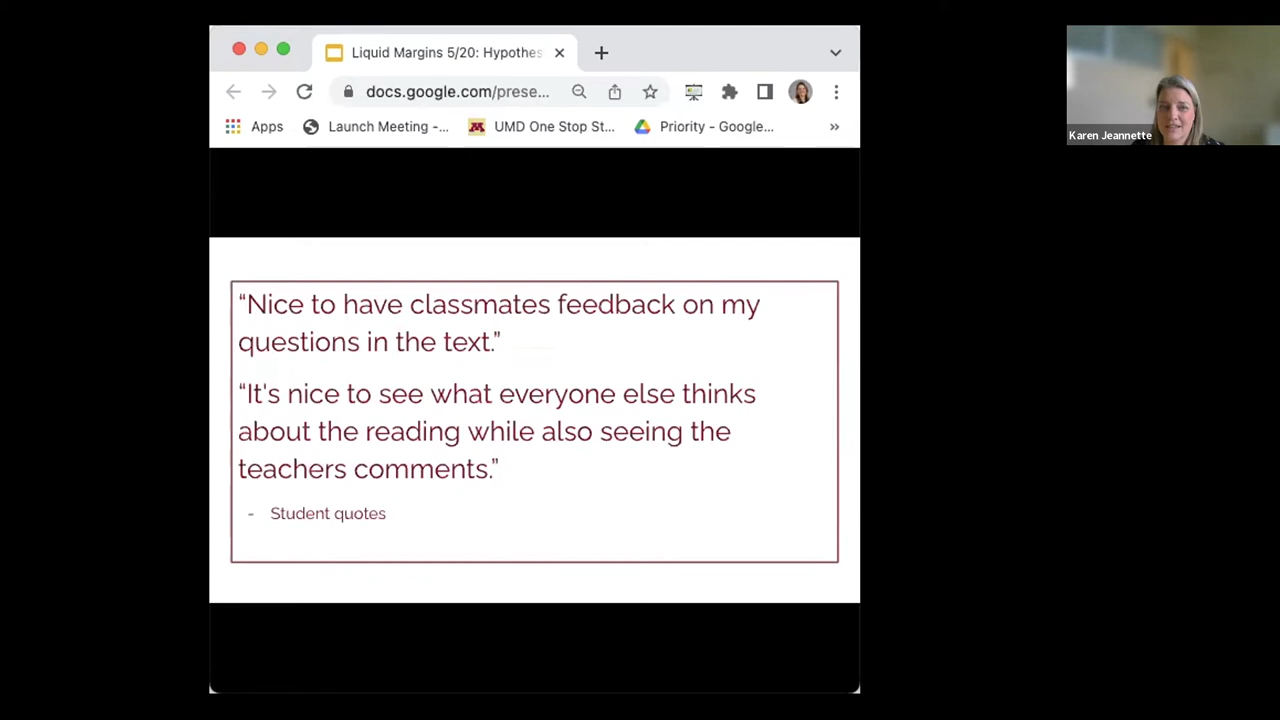 Liquid Margins 5/20: Hypothes
docs.google.com/prese...
Apps
Launch Meeting -...
UMD One Stop St...
Priority - Google...
»
Karen Jeannette
“Nice to have classmates feedback on my
questions in the text.”
“It's nice to see what everyone else thinks
about the reading while also seeing the
teachers comments.”
- Student quotes